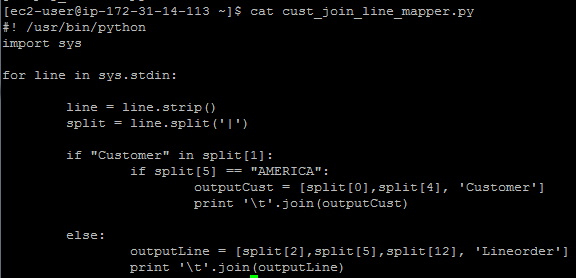 [ec2-user@ip-172-31-14-113 ~]$ cat cust_join_line_mapper.py
#! /usr/bin/python
import sys

for line in sys.stdin:

        line = line.strip()
        split = line.split('|')

        if "Customer" in split[1]:
                if split[5] == "AMERICA":
                        outputCust = [split[0],split[4], 'Customer']
                        print '\t'.join(outputCust)

        else:
                outputLine = [split[2],split[5],split[12], 'Lineorder']
                print '\t'.join(outputLine)